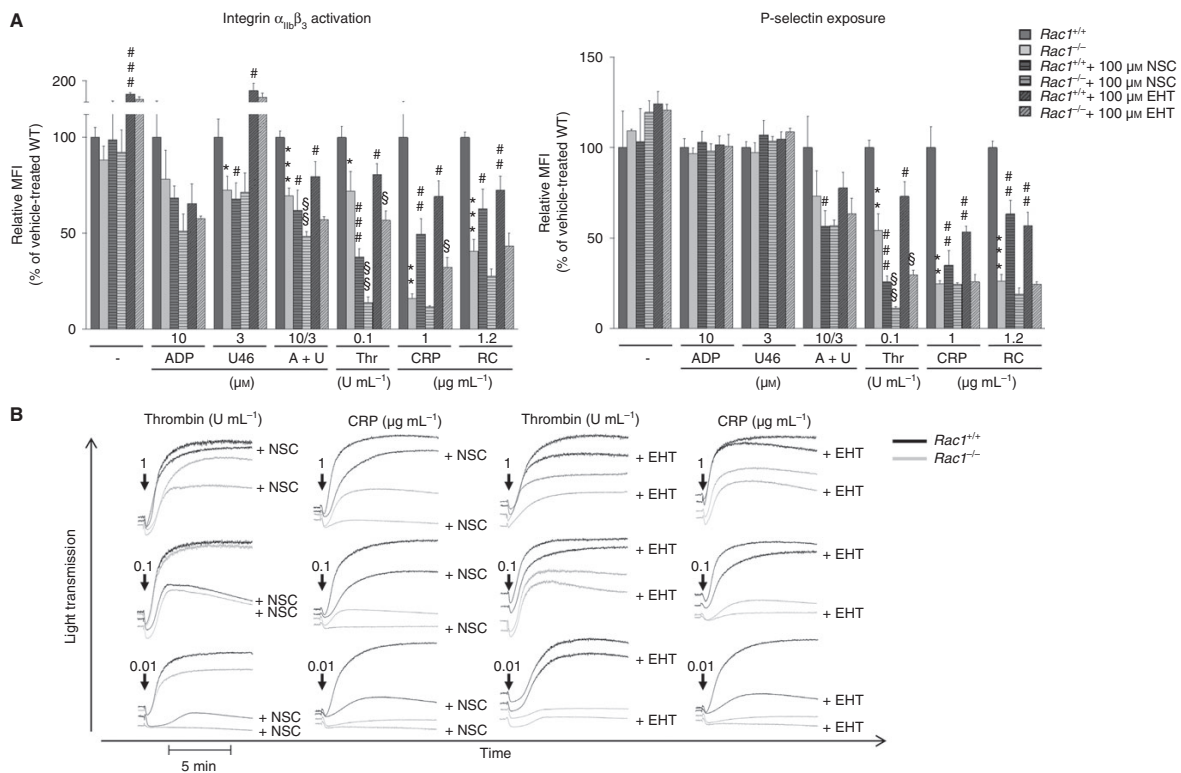 A
Integrin αIIbβ3 activation
P-selectin exposure
Rac1+/+
Rac1−/−
Rac1+/+ + 100 μM NSC
Rac1−/− + 100 μM NSC
Rac1+/+ + 100 μM EHT
Rac1−/− + 100 μM EHT
Relative MFI
(% of vehicle-treated WT)
200
100
50
0
# # #
* # #
* * * # §§ #
* # # # §§ # §
* * # # # §
* * * # # #
10 3 10/3 0.1 1 1.2
- ADP U46 A + U Thr CRP RC
(μM) (U mL−1) (μg mL−1)
Relative MFI
(% of vehicle-treated WT)
150
100
50
0
#
* * # # # §§ # §
* * # # # #
* * * # # # #
10 3 10/3 0.1 1 1.2
- ADP U46 A + U Thr CRP RC
(μM) (U mL−1) (μg mL−1)
B
Thrombin (U mL−1) CRP (μg mL−1) Thrombin (U mL−1) CRP (μg mL−1)
Rac1+/+
Rac1−/−
Light transmission
1 + NSC + NSC
1 + NSC + NSC
1 + EHT + EHT
1 + EHT + EHT
0.1 + NSC + NSC
0.1 + NSC + NSC
0.1 + EHT + EHT
0.1 + EHT + EHT
0.01 + NSC + NSC
0.01 + NSC + NSC
0.01 + EHT + EHT
0.01 + EHT + EHT
Time
5 min